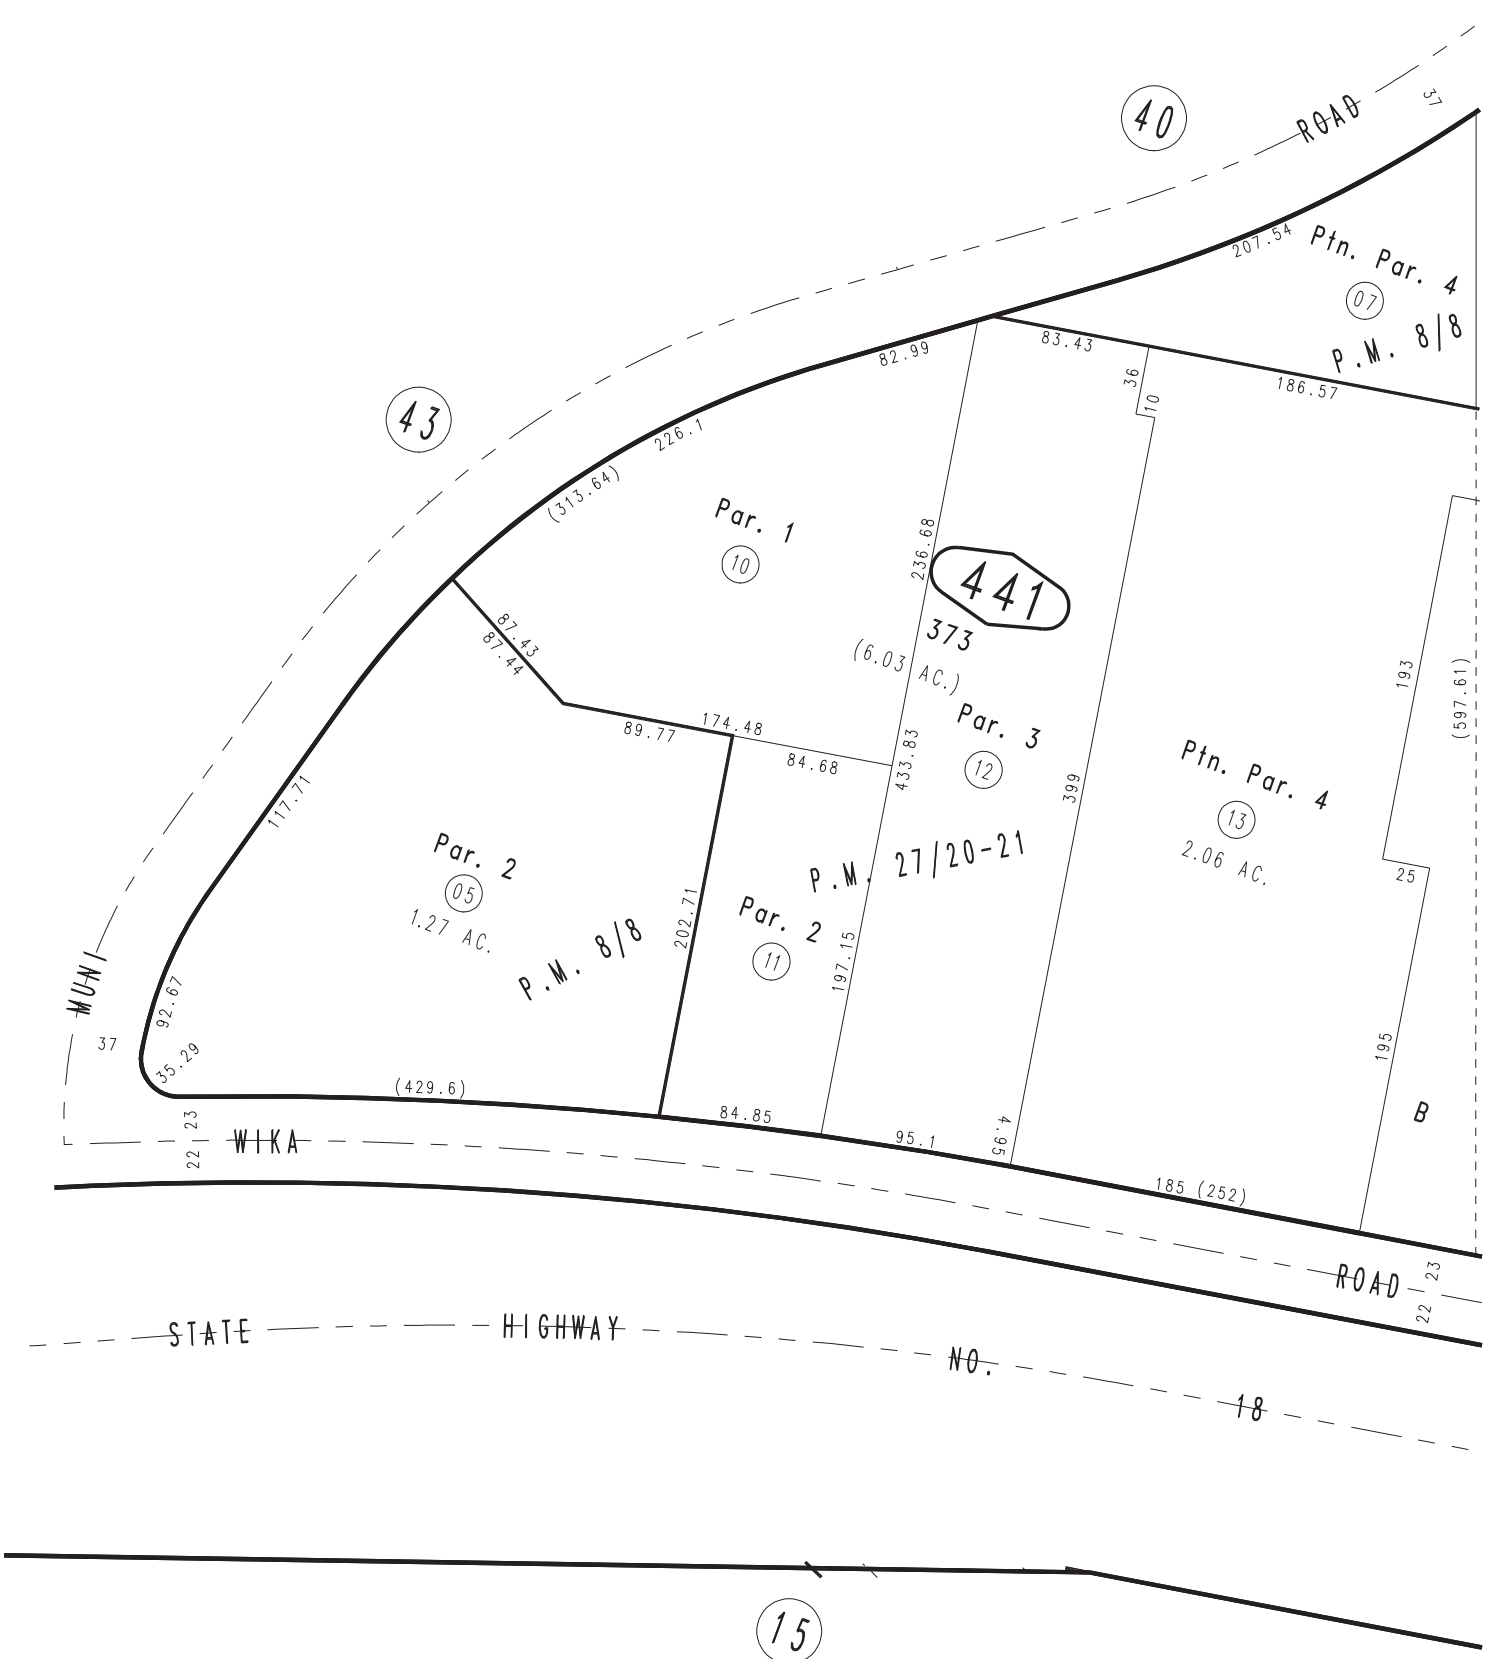 40
ROAD
37
207.54
Ptn. Par. 4
07
P.M. 8/8
82.99
83.43
36
10
186.57
43
226.1
(313.64)
Par. 1
10
236.68
441
373
(6.03 AC.)
87.43
87.44
193
(597.61)
89.77
174.48
84.68
433.83
Par. 3
12
399
Ptn. Par. 4
13
2.06 AC.
117.71
Par. 2
05
1.27 AC.
P.M. 8/8
202.71
P.M. 27/20-21
Par. 2
11
197.15
25
MUNI
92.67
37
35.29
195
B
(429.6)
84.85
95.1
4.95
185 (252)
23
22
WIKA
ROAD
23
22
STATE HIGHWAY NO. 18
15